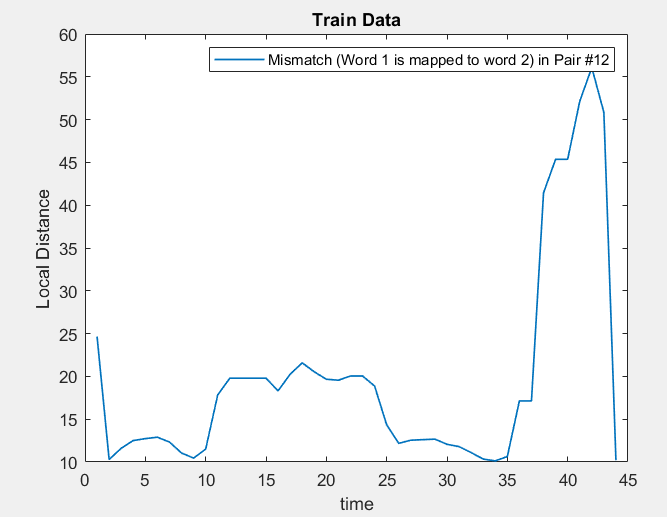 Train Data
Mismatch (Word 1 is mapped to word 2) in Pair #12
Local Distance
60
55
50
45
40
35
30
25
20
15
10
0 5 10 15 20 25 30 35 40 45
time